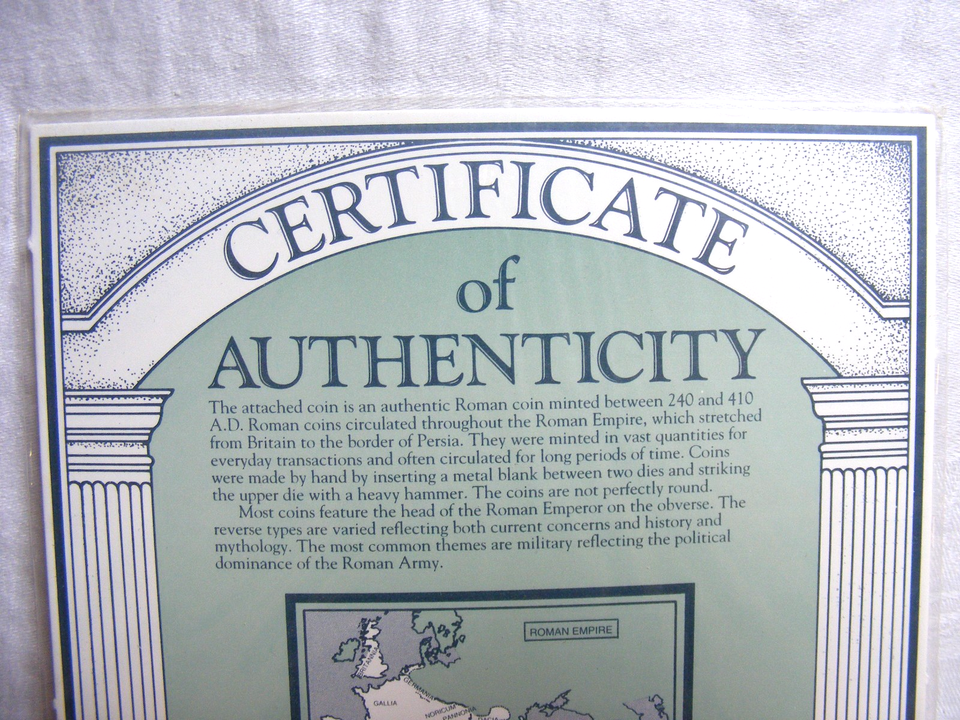 CERTIFICATE
of
AUTHENTICITY
The attached coin is an authentic Roman coin minted between 240 and 410
A.D. Roman coins circulated throughout the Roman Empire, which stretched
from Britain to the border of Persia. They were minted in vast quantities for
everyday transactions and often circulated for long periods of time. Coins
were made by hand by inserting a metal blank between two dies and striking
the upper die with a heavy hammer. The coins are not perfectly round.
Most coins feature the head of the Roman Emperor on the obverse. The
reverse types are varied reflecting both current concerns and history and
mythology. The most common themes are military reflecting the political
dominance of the Roman Army.
ROMAN EMPIRE
GERMANIA
GALLIA
NORICUM
PANNONIA
DACIA